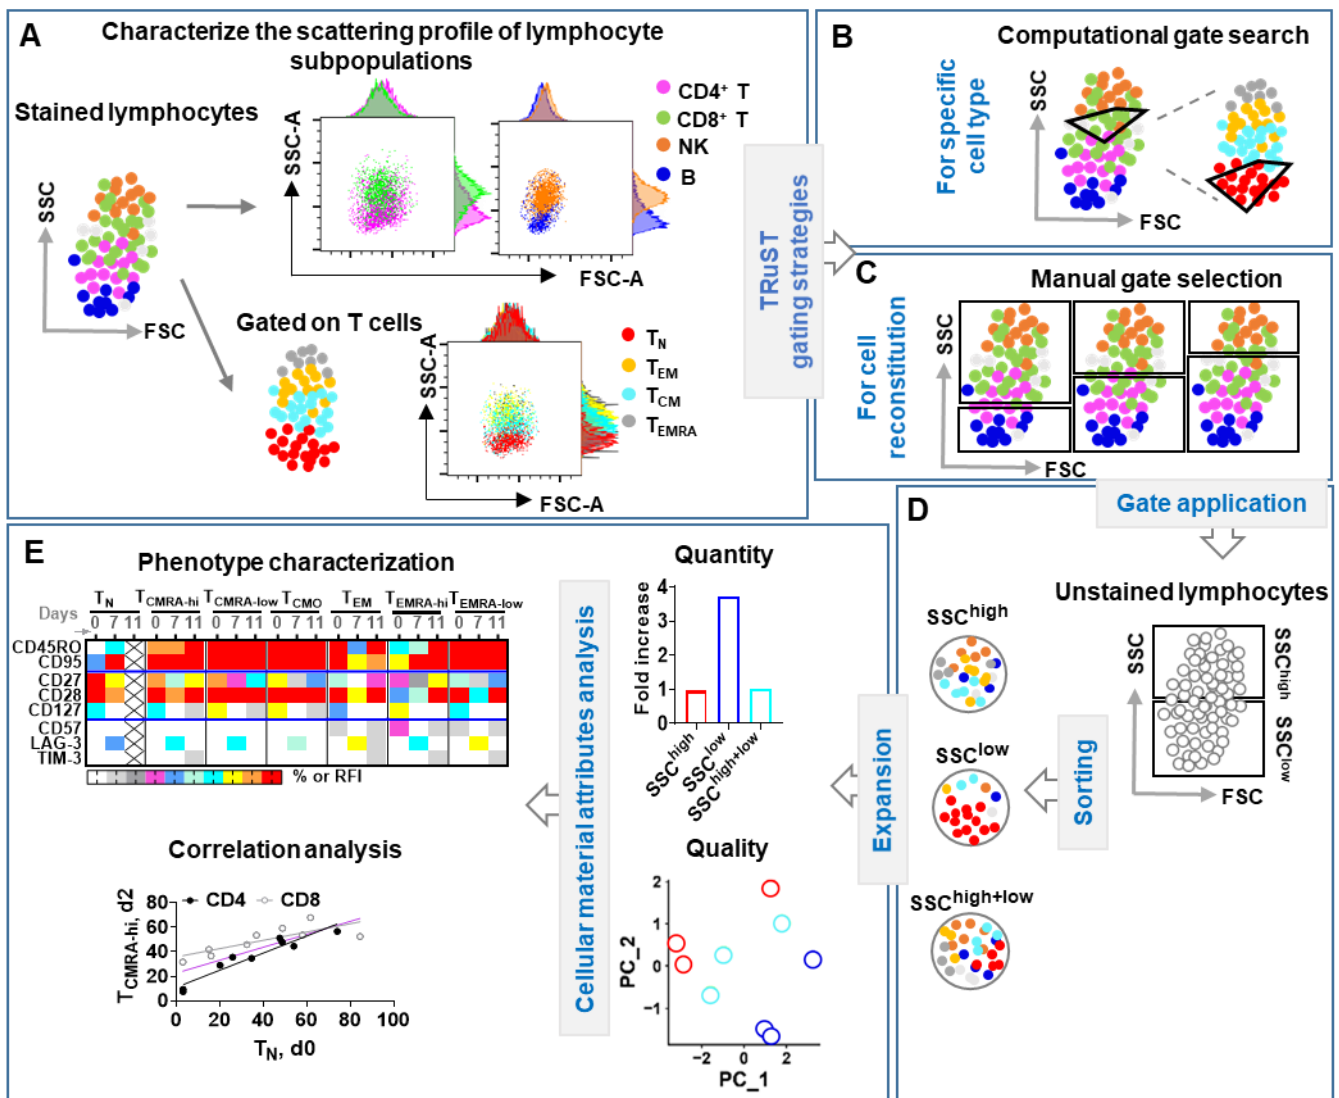 A
Characterize the scattering profile of lymphocyte
subpopulations
Stained lymphocytes
SSC
FSC
SSC-A
FSC-A
CD4⁺ T
CD8⁺ T
NK
B
Gated on T cells
SSC-A
FSC-A
T_N
T_EM
T_CM
T_EMRA
TRuST
gating strategies
B
Computational gate search
For specific
cell type
SSC
FSC
C
Manual gate selection
For cell
reconstitution
SSC
FSC
Gate application
D
Unstained lymphocytes
SSC
FSC
SSC^high
SSC^low
Sorting
SSC^high
SSC^low
SSC^high+low
Expansion
E
Phenotype characterization
T_N T_CMRA-hi T_CMRA-low T_CMO T_EM T_EMRA-hi T_EMRA-low
Days
0 7 11 0 7 11 0 7 11 0 7 11 0 7 11 0 7 11 0 7 11
CD45RO
CD95
CD27
CD28
CD127
CD57
LAG-3
TIM-3
% or RFI
Correlation analysis
CD4 CD8
T_CMRA-hi, d2
80
60
40
20
0
0 20 40 60 80 100
T_N, d0
Cellular material attributes analysis
Quantity
Fold increase
4
3
2
1
0
SSC^high
SSC^low
SSC^high+low
Quality
PC_2
2
1
0
−1
−2 0 2
PC_1